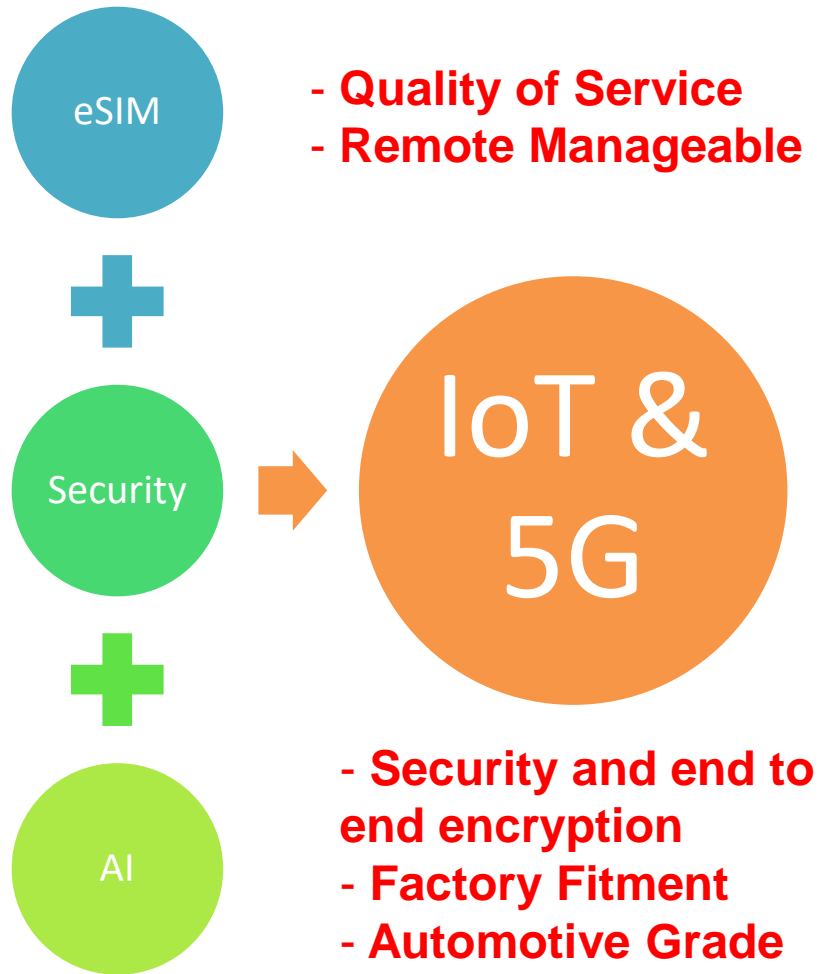 eSIM
- Quality of Service
- Remote Manageable
Security
IoT &
5G
AI
- Security and end to
end encryption
- Factory Fitment
- Automotive Grade